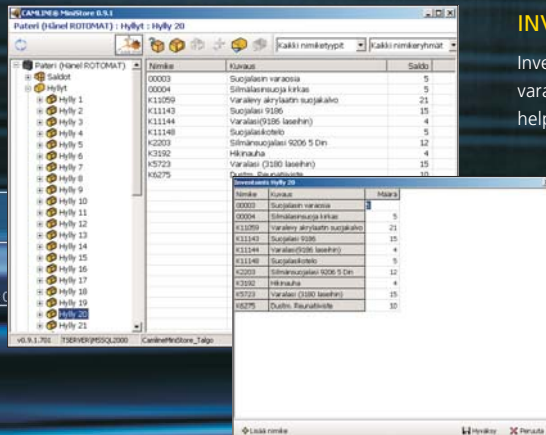 CAMLINE® MiniStore 0.9.1
Pateri (Hänel ROTOMAT) : Hyllyt : Hylly 20
Kaikki nimiketyypit
Kaikki nimikeryhmät
Pateri (Hänel ROTOMAT)
Saldot
Hyllyt
Hylly 1
Hylly 2
Hylly 3
Hylly 4
Hylly 5
Hylly 6
Hylly 7
Hylly 8
Hylly 9
Hylly 10
Hylly 11
Hylly 12
Hylly 13
Hylly 14
Hylly 15
Hylly 16
Hylly 17
Hylly 18
Hylly 19
Hylly 20
Hylly 21
Nimike Kuvaus Saldo
00003 Suojalasin varaosia 5
00004 Silmälasinsuoja kirkas 5
K11059 Varalevy akrylaatin suojakalvo 21
K11143 Suojalasi 9186 15
K11144 Varalasi(9186 laseihin) 4
K11148 Suojalasikotelo 5
K2203 Silmänsuojalasi 9206 5 Din 12
K3192 Hikinauha 4
K5723 Varalasi (3180 laseihin) 15
K6275 Dustm. 10
v0.9.1.701 TSERVER\MSSQL2000 CamlineMiniStore_Talgo
Inventointi Hylly 20
Nimike Kuvaus Määrä
00003 Suojalasin varaosia 5
00004 Silmälasinsuoja kirkas 5
K11059 Varalevy akrylaatin suojakalvo 21
K11143 Suojalasi 9186 15
K11144 Varalasi(9186 laseihin) 4
K11148 Suojalasikotelo 5
K2203 Silmänsuojalasi 9206 5 Din 12
K3192 Hikinauha 4
K5723 Varalasi (3180 laseihin) 15
K6275 Dustm. Reunatiiviste 10
Lisää nimike
Hyväksy
Peruuta
INV
Inve
vara
help